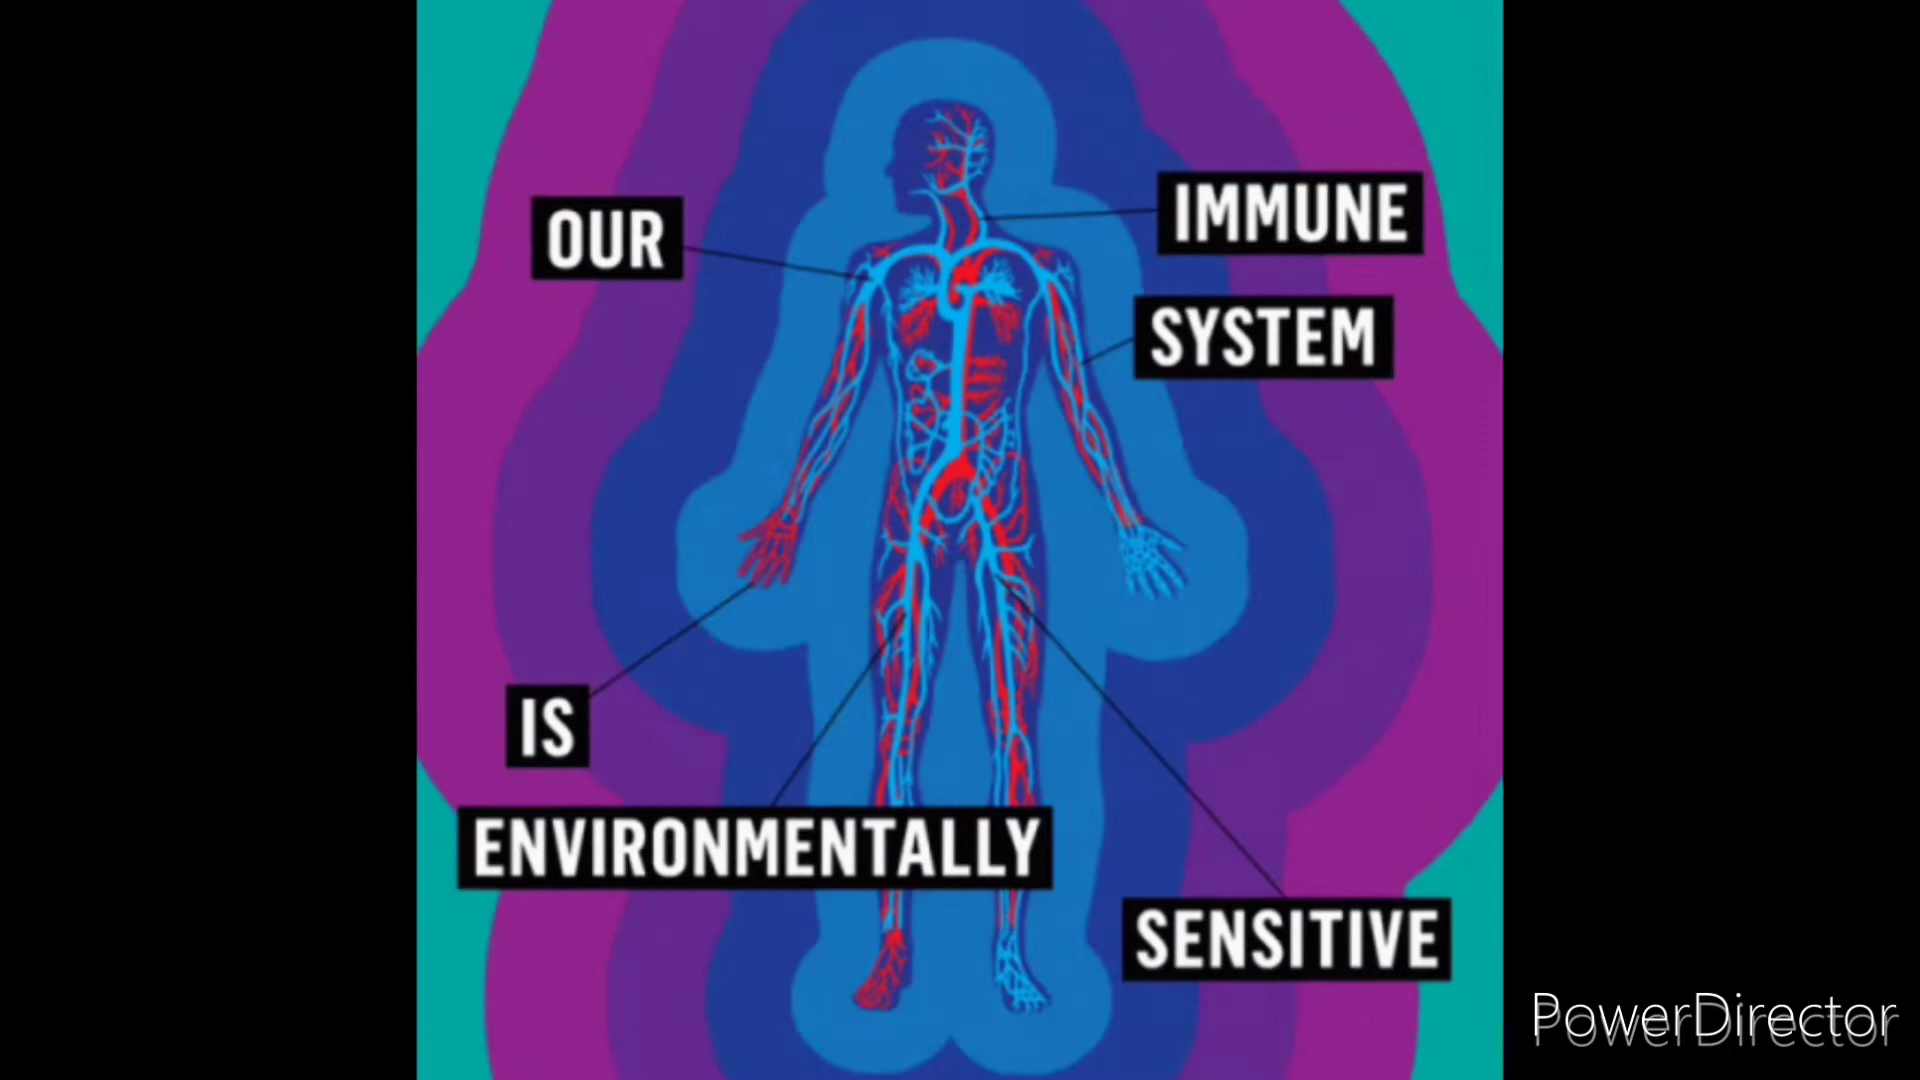 OUR
IMMUNE
SYSTEM
IS
ENVIRONMENTALLY
SENSITIVE
PowerDirector